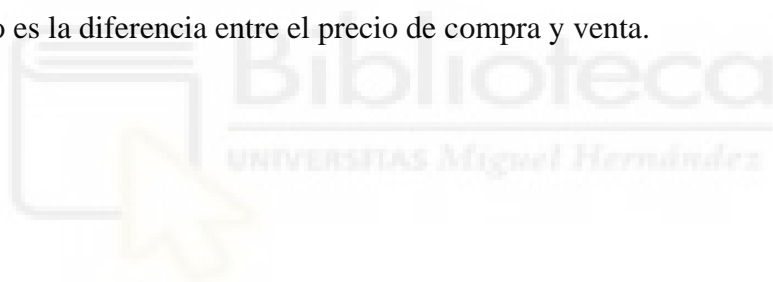 o es la diferencia entre el precio de compra y venta.
Biblioteca
UNIVERSITAS Miguel Hernández